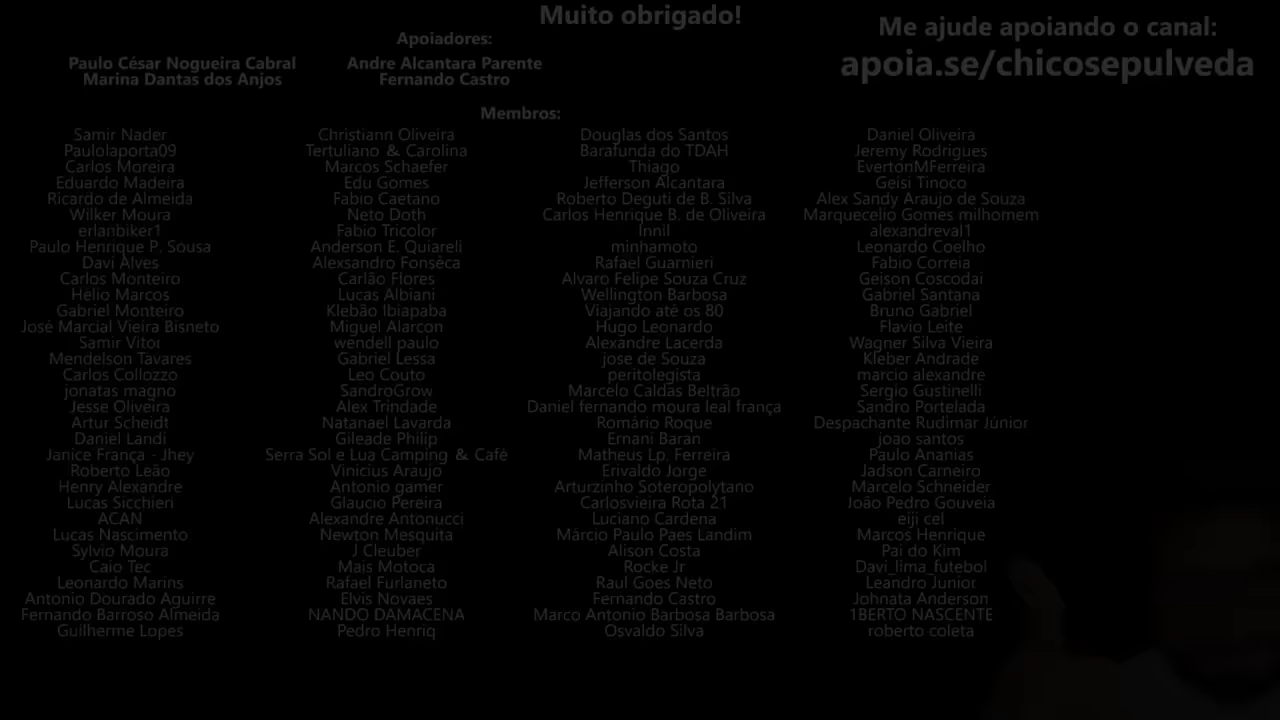 Muito obrigado!
Me ajude apoiando o canal:
apoia.se/chicosepulveda
Apoiadores:
Paulo César Nogueira Cabral
Marina Dantas dos Anjos
Andre Alcantara Parente
Fernando Castro
Membros:
Samir Nader
Paulolaporta09
Carlos Moreira
Eduardo Madeira
Ricardo de Almeida
Wilker Moura
erlanbiker1
Paulo Henrique P. Sousa
Davi Alves
Carlos Monteiro
Hélio Marcos
Gabriel Monteiro
José Marcial Vieira Bisneto
Samir Vitor
Mendelson Tavares
Carlos Collozzo
jonatas magno
Jesse Oliveira
Artur Scheidt
Daniel Landi
Janice França - Jhey
Roberto Leão
Henry Alexandre
Lucas Sicchieri
ACAN
Lucas Nascimento
Sylvio Moura
Caio Tec
Leonardo Marins
Antonio Dourado Aguirre
Fernando Barroso Almeida
Guilherme Lopes
Christiann Oliveira
Tertuliano & Carolina
Marcos Schaefer
Edu Gomes
Fabio Caetano
Neto Doth
Fabio Tricolor
Anderson E. Quiareli
Alexsandro Fonsêca
Carlão Flores
Lucas Albiani
Klebão Ibiapaba
Miguel Alarcon
wendell paulo
Gabriel Lessa
Leo Couto
SandroGrow
Alex Trindade
Natanael Lavarda
Gileade Philip
Serra Sol e Lua Camping & Café
Vinicius Araujo
Antonio gamer
Glaucio Pereira
Alexandre Antonucci
Newton Mesquita
J Cleuber
Mais Motoca
Rafael Furlaneto
Elvis Novaes
NANDO DAMACENA
Pedro Henriq
Douglas dos Santos
Barafunda do TDAH
Thiago
Jefferson Alcantara
Roberto Deguti de B. Silva
Carlos Henrique B. de Oliveira
Innil
minhamoto
Rafael Guarnieri
Alvaro Felipe Souza Cruz
Wellington Barbosa
Viajando até os 80
Hugo Leonardo
Alexandre Lacerda
jose de Souza
peritolegista
Marcelo Caldas Beltrão
Daniel fernando moura leal frança
Romário Roque
Ernani Baran
Matheus Lp. Ferreira
Erivaldo Jorge
Arturzinho Soteropolytano
Carlosvieira Rota 21
Luciano Cardena
Márcio Paulo Paes Landim
Alison Costa
Rocke Jr
Raul Goes Neto
Fernando Castro
Marco Antonio Barbosa Barbosa
Osvaldo Silva
Daniel Oliveira
Jeremy Rodrigues
EvertonMFerreira
Geisi Tinoco
Alex Sandy Araujo de Souza
Marquecelio Gomes milhomem
alexandreval1
Leonardo Coelho
Fabio Correia
Geison Coscodai
Gabriel Santana
Bruno Gabriel
Flavio Leite
Wagner Silva Vieira
Kleber Andrade
marcio alexandre
Sergio Gustinelli
Sandro Portelada
Despachante Rudimar Júnior
joao santos
Paulo Ananias
Jadson Carneiro
Marcelo Schneider
João Pedro Gouveia
eiji cel
Marcos Henrique
Pai do Kim
Davi_lima_futebol
Leandro Junior
Johnata Anderson
1BERTO NASCENTE
roberto coleta